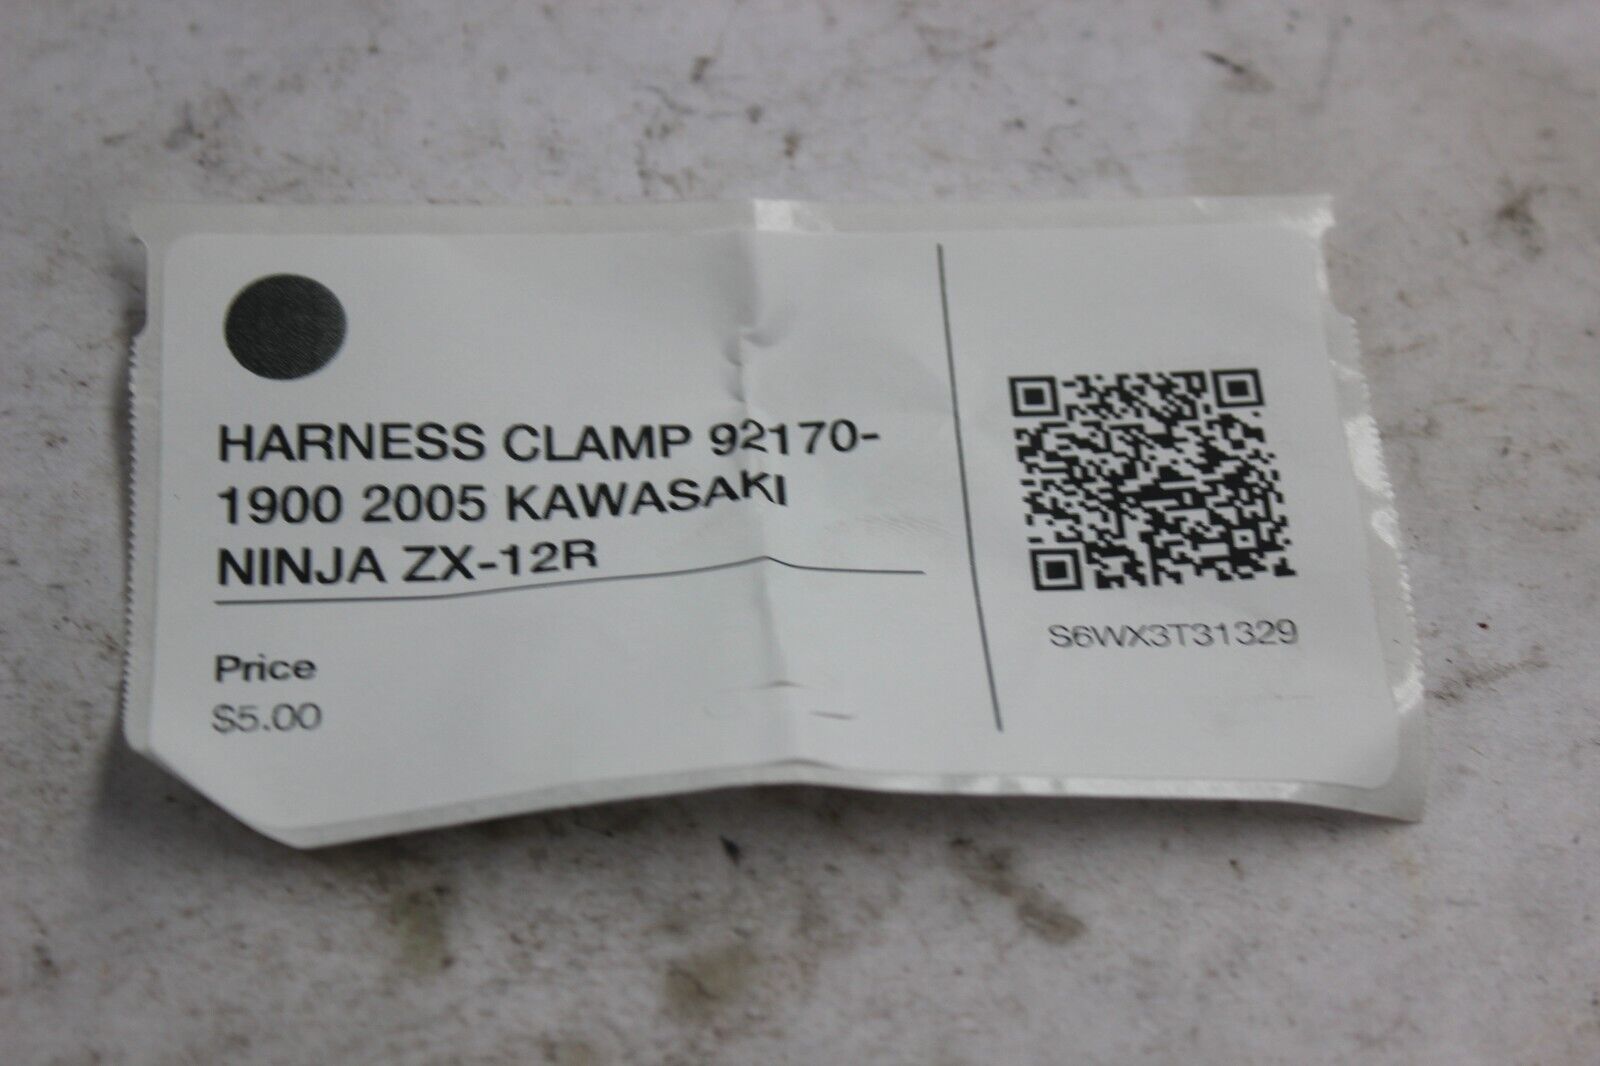 HARNESS CLAMP 92170-
1900 2005 KAWASAKI
NINJA ZX-12R
Price
$5.00
S6WX3T31329